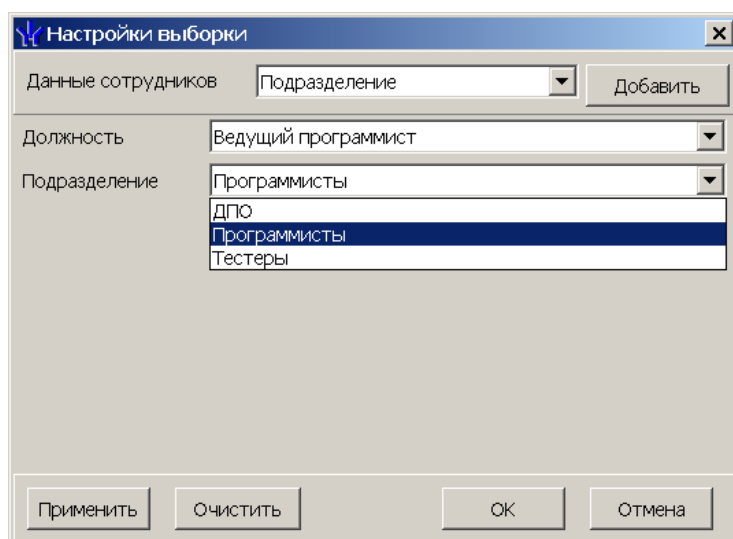 Настройки выборки
Данные сотрудников Подразделение Добавить
Должность Ведущий программист
Подразделение Программисты
ДПО
Программисты
Тестеры
Применить Очистить OK Отмена